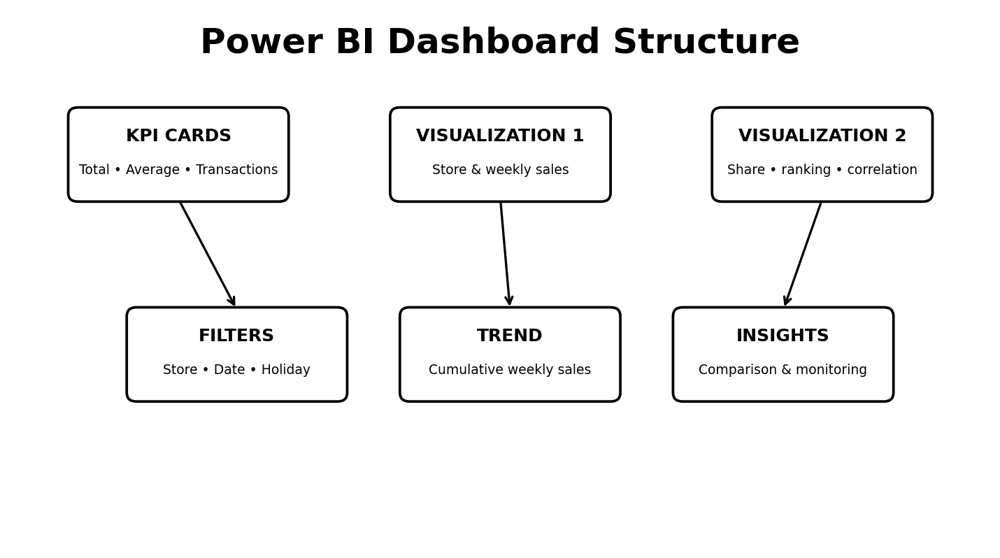 Power BI Dashboard Structure
KPI CARDS
Total • Average • Transactions
VISUALIZATION 1
Store & weekly sales
VISUALIZATION 2
Share • ranking • correlation
FILTERS
Store • Date • Holiday
TREND
Cumulative weekly sales
INSIGHTS
Comparison & monitoring